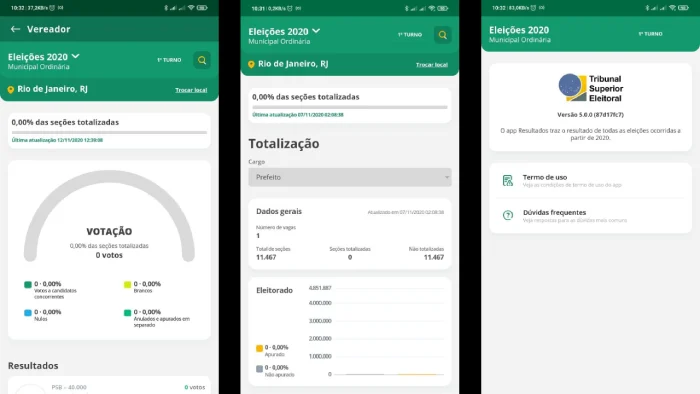 10:32 | 37,2KB/s
Vereador
Eleições 2020
Municipal Ordinária
1º TURNO
Rio de Janeiro, RJ
Trocar local
0,00% das seções totalizadas
Última atualização 12/11/2020 12:39:08
VOTAÇÃO
0,00% das seções totalizadas
0 votos
0 · 0,00%
Votos a candidatos
concorrentes
0 · 0,00%
Brancos
0 · 0,00%
Nulos
0 · 0,00%
Anulados e apurados em
separado
Resultados
PSB – 40.000
0 votos
10:31 | 0,2KB/s
Eleições 2020
Municipal Ordinária
1º TURNO
Rio de Janeiro, RJ
Trocar local
0,00% das seções totalizadas
Última atualização 07/11/2020 02:08:38
Totalização
Cargo
Prefeito
Dados gerais
Atualizado em 07/11/2020 02:08:38
Número de vagas
1
Total de seções
11.467
Seções totalizadas
0
Não totalizadas
11.467
Eleitorado
4.851.887
4.000.000
3.000.000
2.000.000
1.000.000
0
0 · 0,00%
Apurado
0 · 0,00%
Não apurado
10:32 | 83,0KB/s
Eleições 2020
Municipal Ordinária
1º TURNO
Tribunal
Superior
Eleitoral
Versão 5.0.0 (87d17fc7)
O app Resultados traz o resultado de todas as eleições ocorridas a
partir de 2020.
Termo de uso
Veja as condições de termo de uso do app
Dúvidas frequentes
Veja respostas para as dúvidas mais comuns